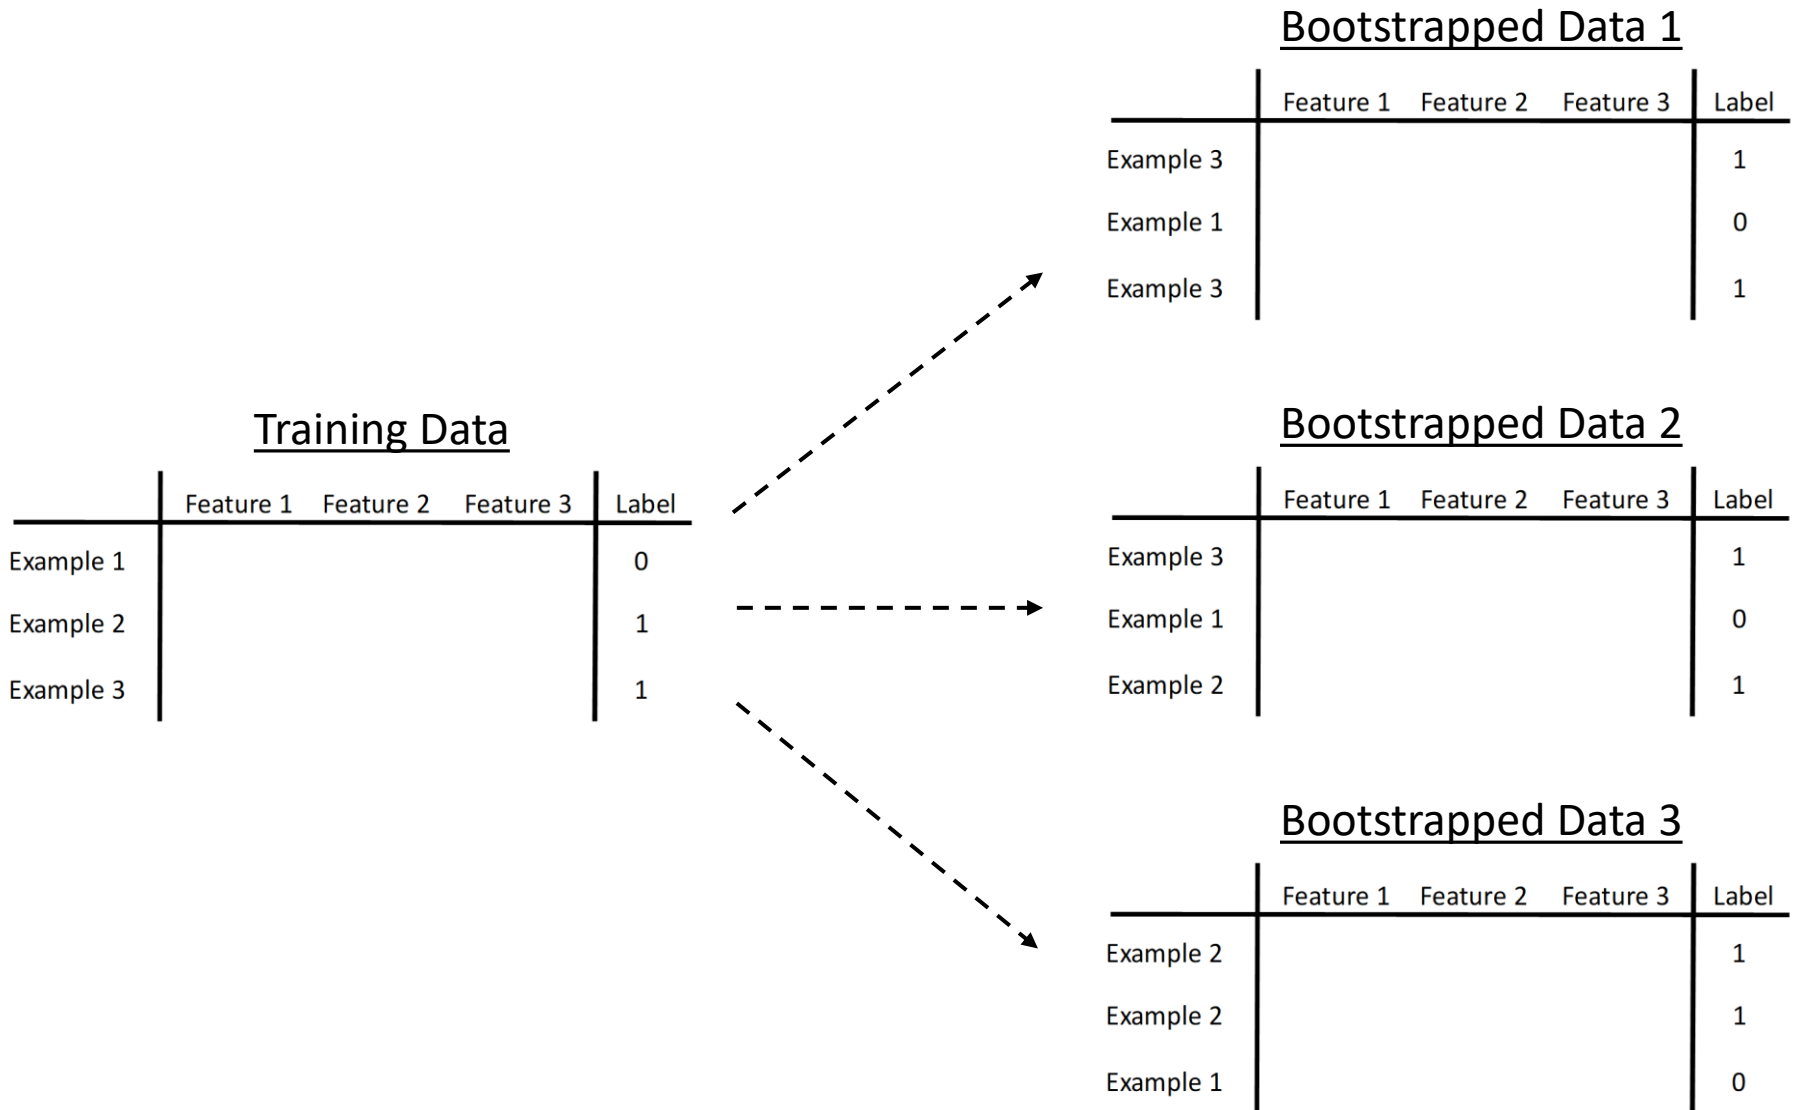 Training Data
Feature 1 Feature 2 Feature 3 Label
Example 1 0
Example 2 1
Example 3 1
Bootstrapped Data 1
Feature 1 Feature 2 Feature 3 Label
Example 3 1
Example 1 0
Example 3 1
Bootstrapped Data 2
Feature 1 Feature 2 Feature 3 Label
Example 3 1
Example 1 0
Example 2 1
Bootstrapped Data 3
Feature 1 Feature 2 Feature 3 Label
Example 2 1
Example 2 1
Example 1 0